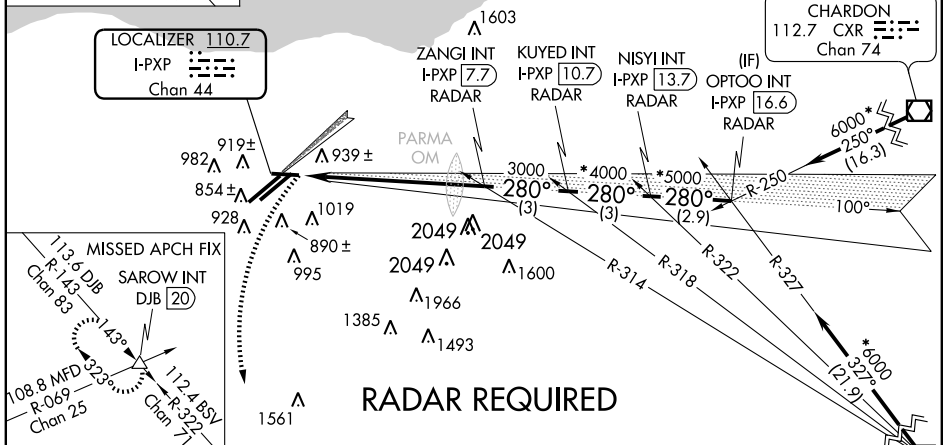 1603
CHARDON
112.7 CXR
Chan 74
LOCALIZER 110.7
I-PXP
Chan 44
ZANGI INT
I-PXP 7.7
RADAR
KUYED INT
I-PXP 10.7
RADAR
NISYI INT
I-PXP 13.7
RADAR
(IF)
OPTOO INT
I-PXP 16.6
RADAR
6000*
250°
(16.3)
R-250
PARMA
OM
982
919±
939 ±
854 ±
928
1019
890 ±
995
3000
280°
(3)
*4000
280°
(3)
*5000
280°
(2.9)
100°
2049
2049
2049
1600
1966
1385
1493
1561
R-314
R-318
R-322
R-327
*6000
327°
(21.9)
MISSED APCH FIX
SAROW INT
DJB 20
113.6 DJB
R-143
Chan 83
143°
323°
108.8 MFD
R-069
Chan 25
112.4 BSV
R-322
Chan 71
RADAR REQUIRED